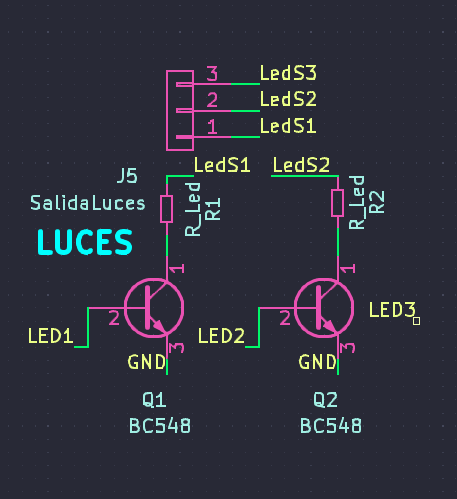 3 LedS3
2 LedS2
1 LedS1
J5
SalidaLuces
LUCES
LedS1
R_Led
R1
1
2
3
LED1
GND
Q1
BC548
LedS2
R_Led
R2
1
2
3
LED2
GND
Q2
BC548
LED3